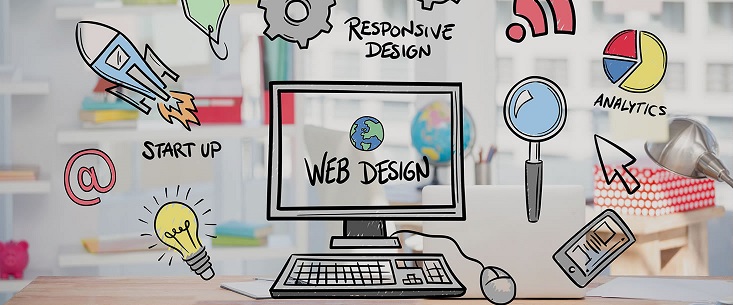 RESPONSIVE
DESIGN
START UP
@
WEB DESIGN
ANALYTICS